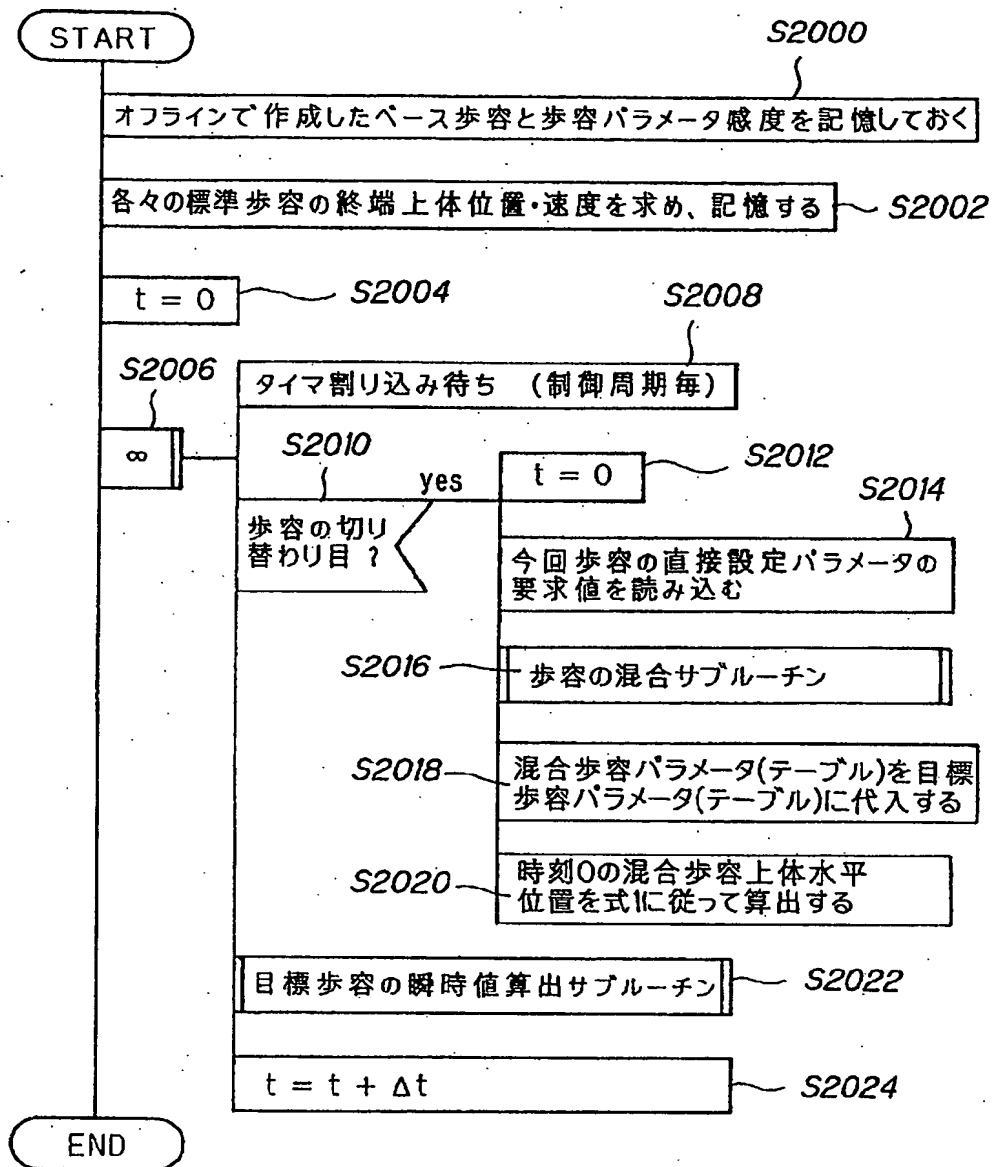 START
S2000
オフラインで作成したベース歩容と歩容パラメータ感度を記憶しておく
各々の標準歩容の終端上体位置・速度を求め、記憶する
S2002
t = 0
S2004
S2008
S2006
タイマ割り込み待ち (制御周期毎)
∞
S2010
yes
t = 0
S2012
歩容の切り
替わり目?
S2014
今回歩容の直接設定パラメータの
要求値を読み込む
S2016
歩容の混合サブルーチン
S2018
混合歩容パラメータ(テーブル)を目標
歩容パラメータ(テーブル)に代入する
S2020
時刻0の混合歩容上体水平
位置を式1に従って算出する
目標歩容の瞬時値算出サブルーチン
S2022
t = t + Δt
S2024
END